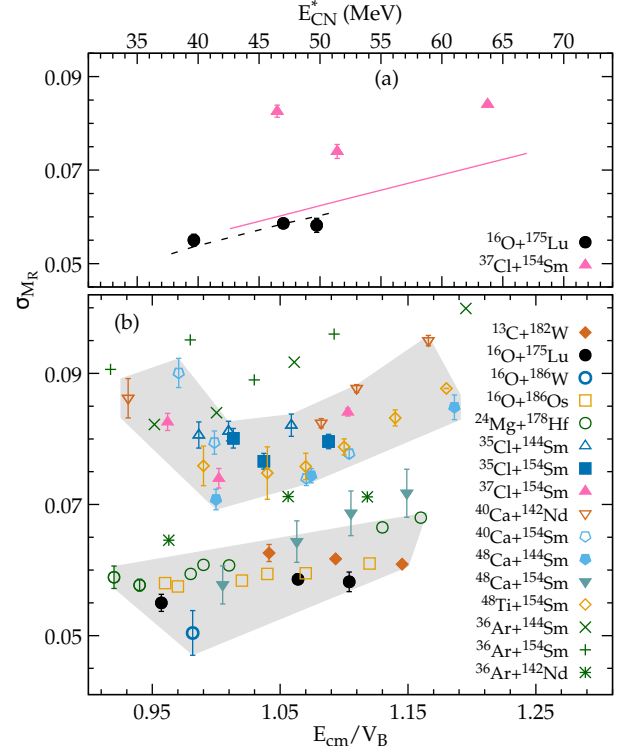 E*CN (MeV)
40 50 60 70
(a)
0.09
0.07
0.05
¹⁶O+¹⁷⁵Lu
³⁷Cl+¹⁵⁴Sm
σMR
(b)
0.09
0.07
0.05
¹³C+¹⁸²W
¹⁶O+¹⁷⁵Lu
¹⁶O+¹⁸⁶W
¹⁶O+¹⁸⁶Os
²⁴Mg+¹⁷⁸Hf
³⁵Cl+¹⁴⁴Sm
³⁵Cl+¹⁵⁴Sm
³⁷Cl+¹⁵⁴Sm
⁴⁰Ca+¹⁴²Nd
⁴⁰Ca+¹⁵⁴Sm
⁴⁸Ca+¹⁴⁴Sm
⁴⁸Ca+¹⁵⁴Sm
⁴⁸Ti+¹⁵⁴Sm
³⁶Ar+¹⁴⁴Sm
³⁶Ar+¹⁵⁴Sm
³⁶Ar+¹⁴²Nd
0.95 1.05 1.15 1.25
Ecm/VB